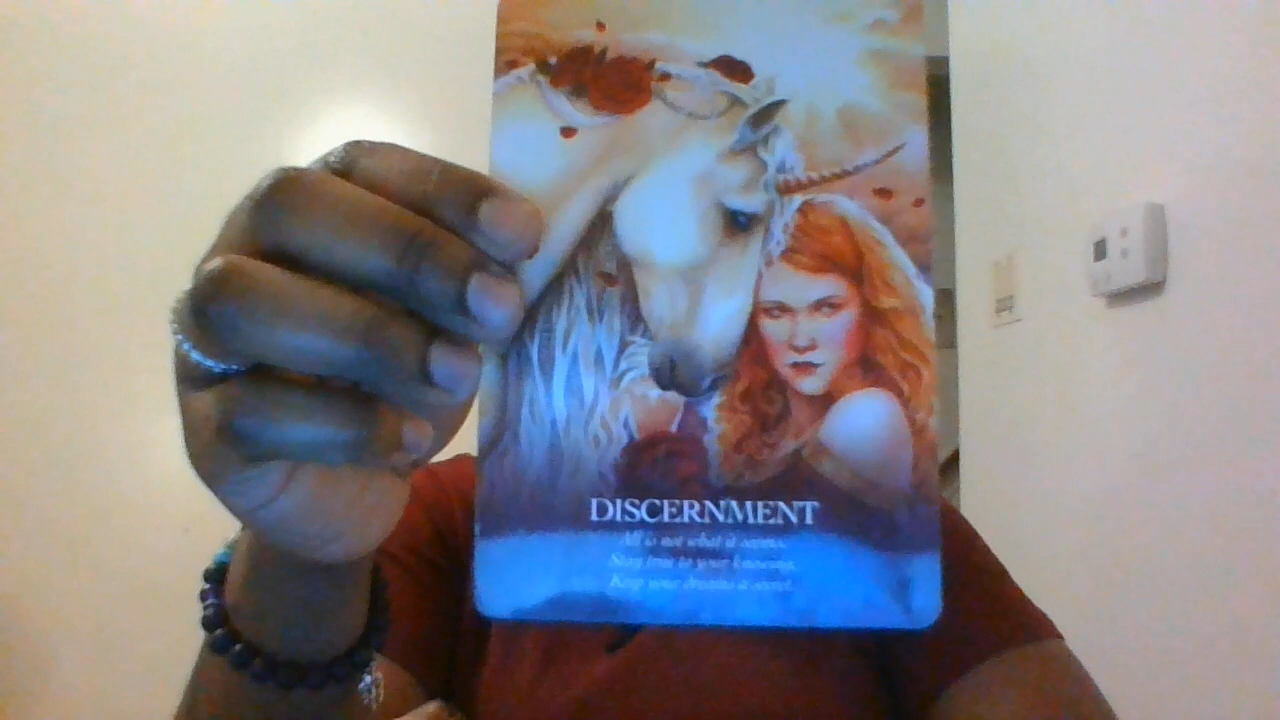 DISCERNMENT
All is not what it seems.
Stay true to your knowing.
Keep your dreams a secret.